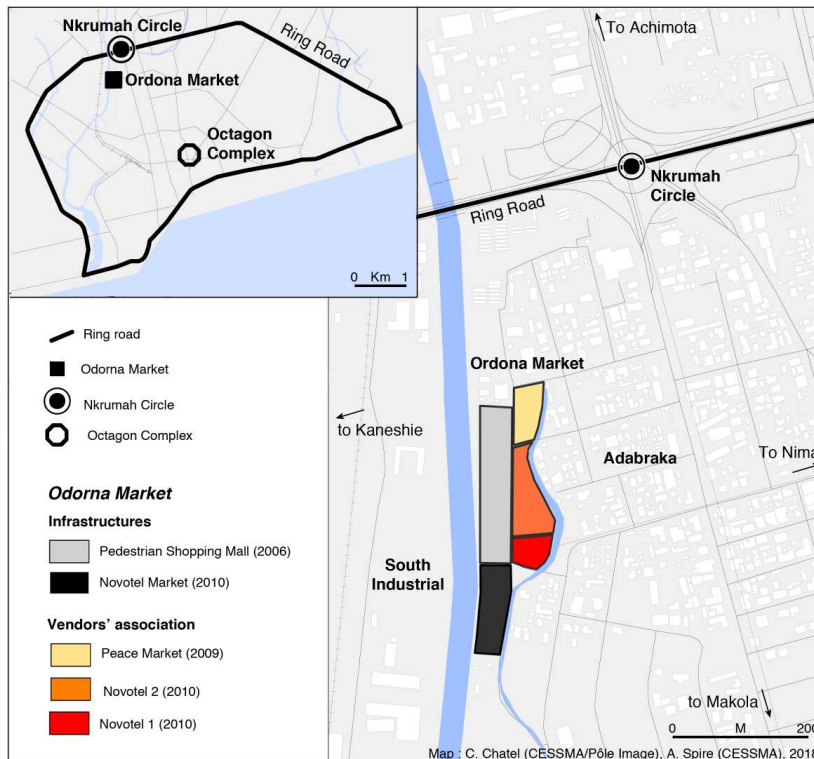 Nkrumah Circle
Ring Road
Ordona Market
Octagon
Complex
0 Km 1
To Achimota
Nkrumah
Circle
Ring Road
Ordona Market
to Kaneshie
Adabraka
To Nima
South
Industrial
to Makola
0 M 200
Ring road
Odorna Market
Nkrumah Circle
Octagon Complex
Odorna Market
Infrastructures
Pedestrian Shopping Mall (2006)
Novotel Market (2010)
Vendors' association
Peace Market (2009)
Novotel 2 (2010)
Novotel 1 (2010)
Map : C. Chatel (CESSMA/Pôle Image), A. Spire (CESSMA), 2018